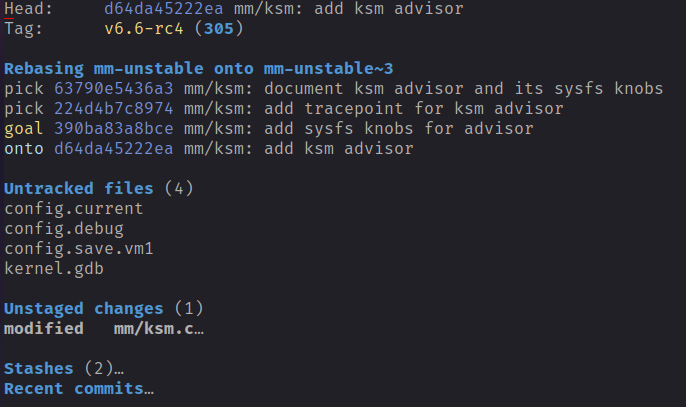 Head:     d64da45222ea mm/ksm: add ksm advisor
Tag:      v6.6-rc4 (305)
Rebasing mm-unstable onto mm-unstable~3
pick 63790e5436a3 mm/ksm: document ksm advisor and its sysfs knobs
pick 224d4b7c8974 mm/ksm: add tracepoint for ksm advisor
goal 390ba83a8bce mm/ksm: add sysfs knobs for advisor
onto d64da45222ea mm/ksm: add ksm advisor
Untracked files (4)
config.current
config.debug
config.save.vm1
kernel.gdb
Unstaged changes (1)
modified   mm/ksm.c…
Stashes (2)…
Recent commits…